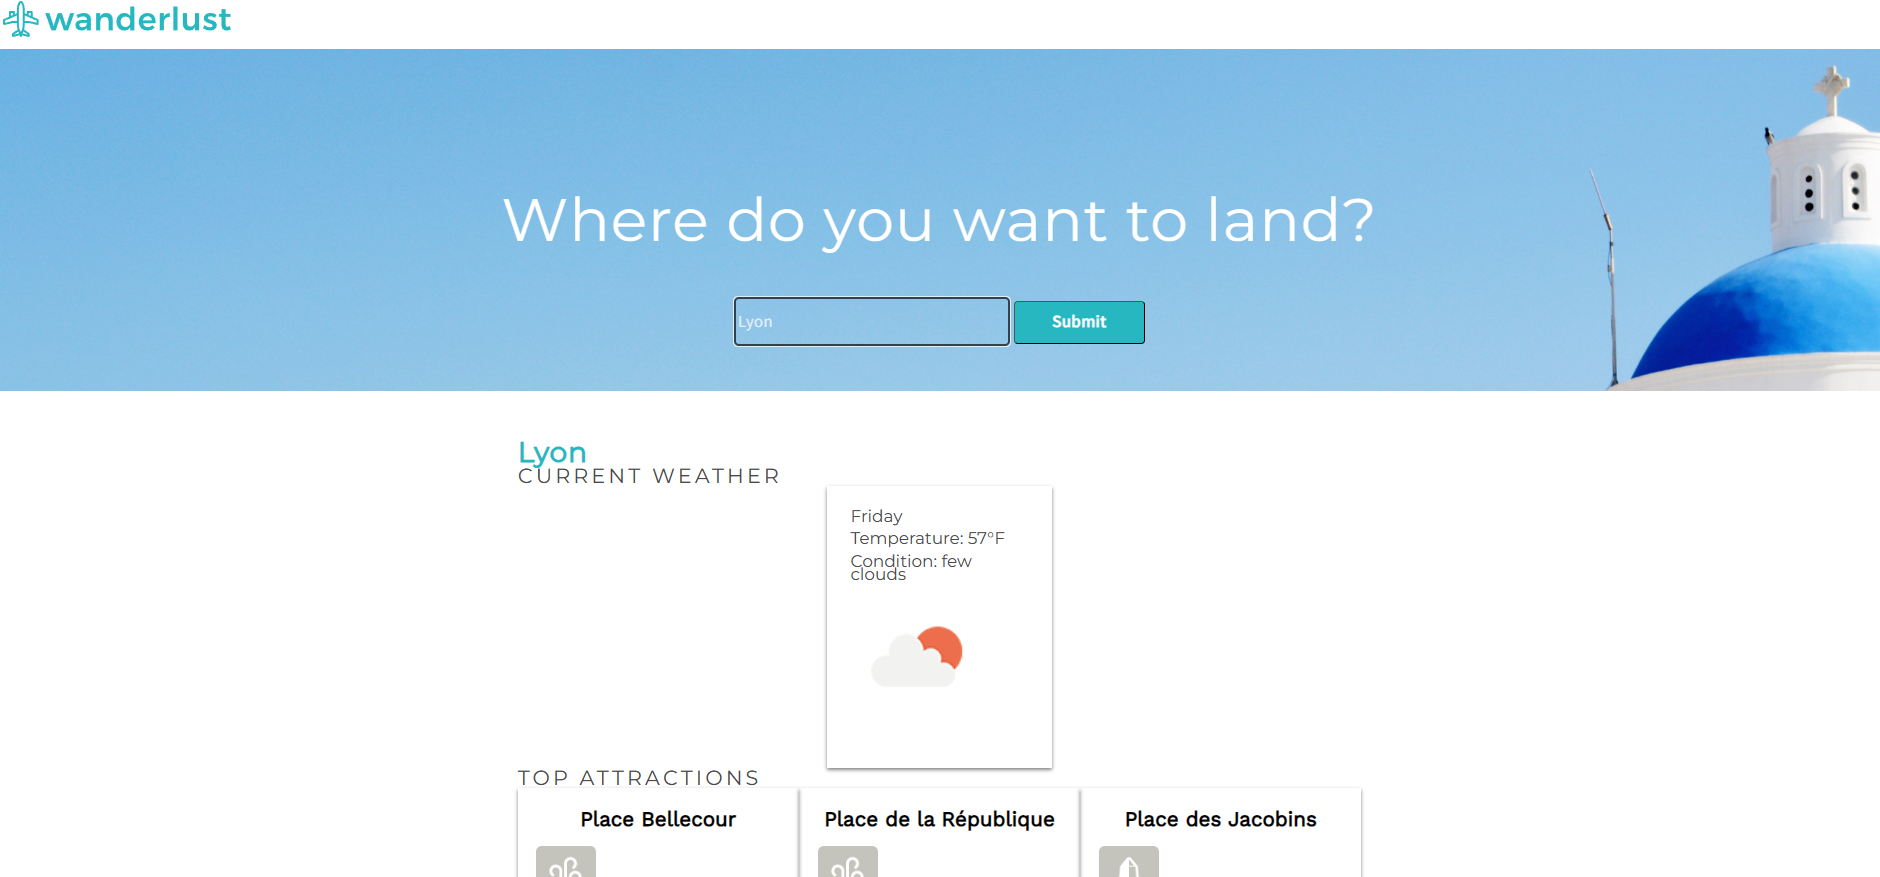 wanderlust
Where do you want to land?
Lyon
Submit
Lyon
CURRENT WEATHER
Friday
Temperature: 57°F
Condition: few
clouds
TOP ATTRACTIONS
Place Bellecour
Place de la République
Place des Jacobins